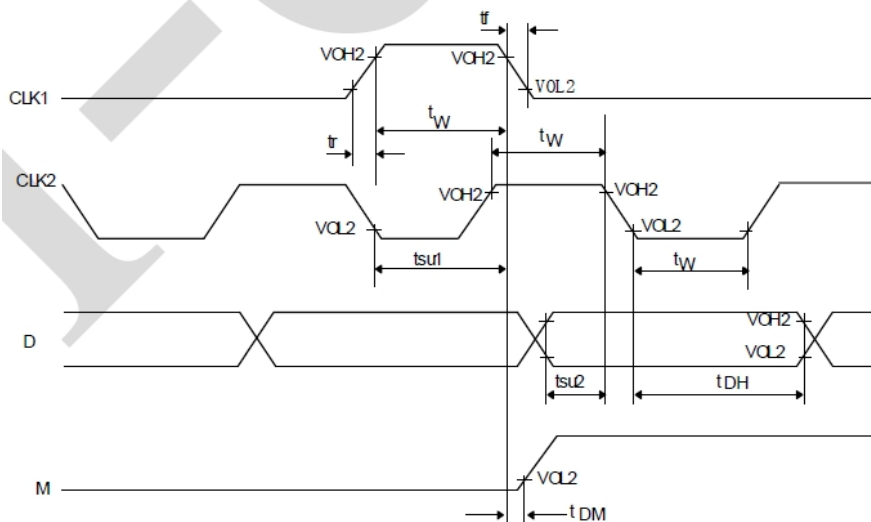 tf
VOH2
VOH2
VOL2
CLK1
tW
tr
tW
CLK2
VOH2
VOH2
VOL2
VOL2
tsu1
tW
VOH2
D
VOL2
tsu2
tDH
VOL2
M
tDM